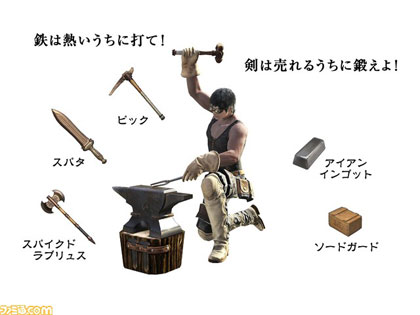 鉄は熱いうちに打て!
剣は売れるうちに鍛えよ!
ピック
スパタ
スパイクド
ラブリュス
アイアン
インゴット
ソードガード
ファミ通.com